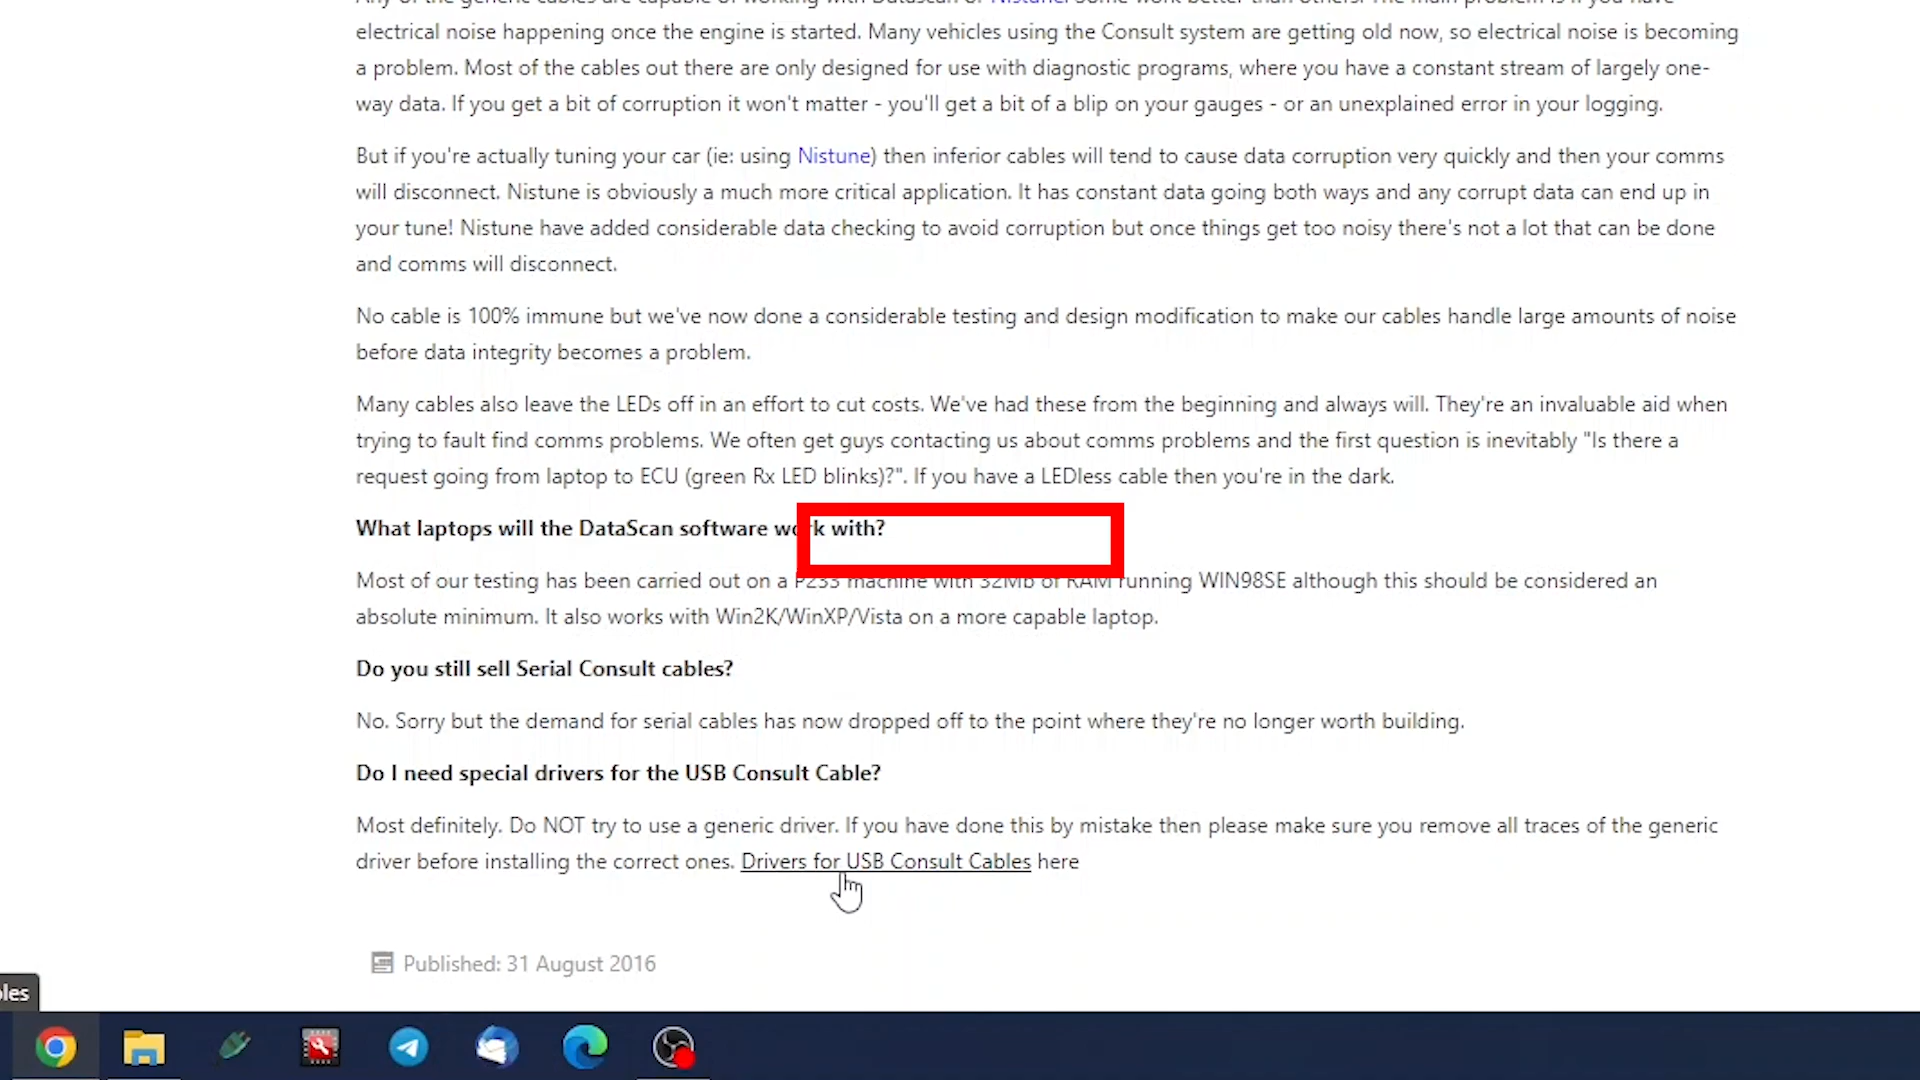 electrical noise happening once the engine is started. Many vehicles using the Consult system are getting old now, so electrical noise is becoming
a problem. Most of the cables out there are only designed for use with diagnostic programs, where you have a constant stream of largely one-
way data. If you get a bit of corruption it won't matter - you'll get a bit of a blip on your gauges - or an unexplained error in your logging.
But if you're actually tuning your car (ie: using Nistune) then inferior cables will tend to cause data corruption very quickly and then your comms
will disconnect. Nistune is obviously a much more critical application. It has constant data going both ways and any corrupt data can end up in
your tune! Nistune have added considerable data checking to avoid corruption but once things get too noisy there's not a lot that can be done
and comms will disconnect.
No cable is 100% immune but we've now done a considerable testing and design modification to make our cables handle large amounts of noise
before data integrity becomes a problem.
Many cables also leave the LEDs off in an effort to cut costs. We've had these from the beginning and always will. They're an invaluable aid when
trying to fault find comms problems. We often get guys contacting us about comms problems and the first question is inevitably "Is there a
request going from laptop to ECU (green Rx LED blinks)?". If you have a LEDless cable then you're in the dark.
What laptops will the DataScan software work with?
Most of our testing has been carried out on a P233 machine with 32Mb of RAM running WIN98SE although this should be considered an
absolute minimum. It also works with Win2K/WinXP/Vista on a more capable laptop.
Do you still sell Serial Consult cables?
No. Sorry but the demand for serial cables has now dropped off to the point where they're no longer worth building.
Do I need special drivers for the USB Consult Cable?
Most definitely. Do NOT try to use a generic driver. If you have done this by mistake then please make sure you remove all traces of the generic
driver before installing the correct ones. Drivers for USB Consult Cables here
Published: 31 August 2016